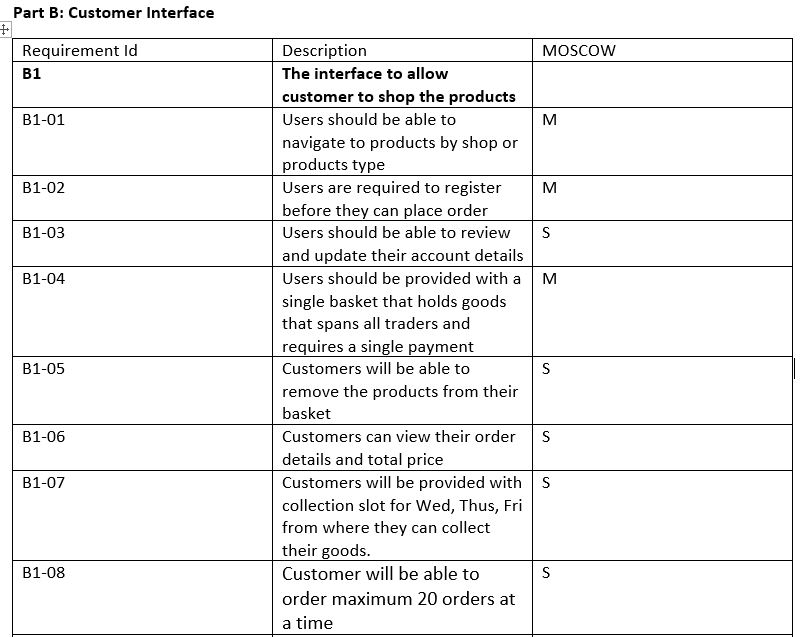 Part B: Customer Interface
Requirement Id Description MOSCOW
B1 The interface to allow
customer to shop the products
B1-01 Users should be able to M
navigate to products by shop or
products type
B1-02 Users are required to register M
before they can place order
B1-03 Users should be able to review S
and update their account details
B1-04 Users should be provided with a M
single basket that holds goods
that spans all traders and
requires a single payment
B1-05 Customers will be able to S
remove the products from their
basket
B1-06 Customers can view their order S
details and total price
B1-07 Customers will be provided with S
collection slot for Wed, Thus, Fri
from where they can collect
their goods.
B1-08 Customer will be able to S
order maximum 20 orders at
a time